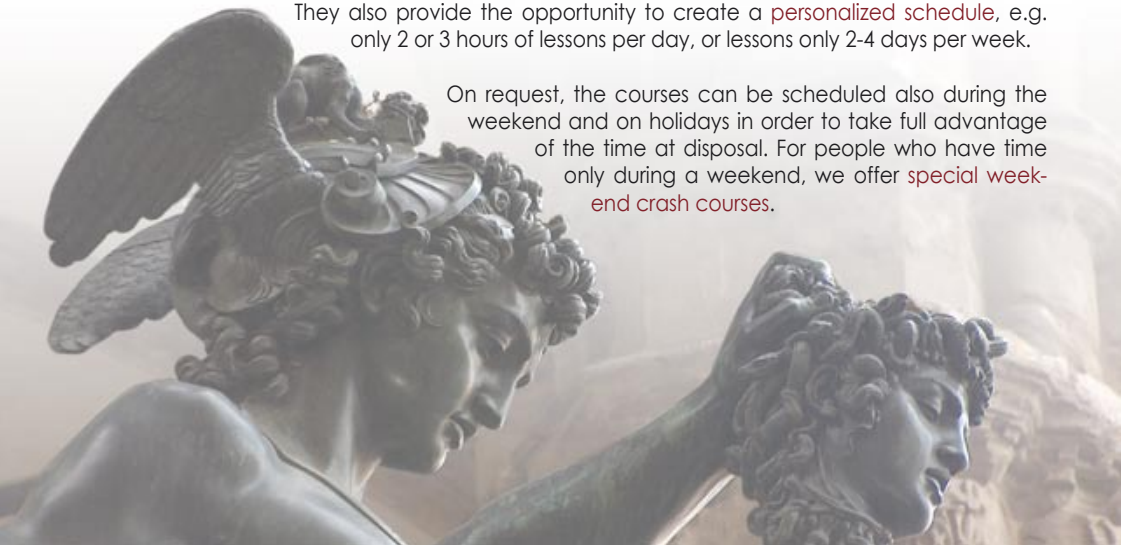 They also provide the opportunity to create a personalized schedule, e.g.
only 2 or 3 hours of lessons per day, or lessons only 2-4 days per week.
On request, the courses can be scheduled also during the
weekend and on holidays in order to take full advantage
of the time at disposal. For people who have time
only during a weekend, we offer special week-
end crash courses.